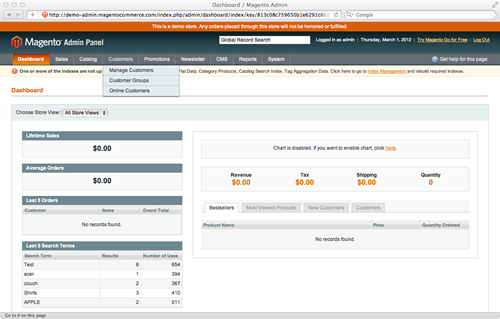 Dashboard / Magento Admin
http://demo-admin.magentocommerce.com/index.php/admin/dashboard/index/key/813c08c759650b1e6291c8b
Google
This is a demo store. Any orders placed through this store will not be honored or fulfilled.
Magento Admin Panel
Global Record Search
Logged in as admin | Thursday, March 1, 2012 | Try Magento Go for Free | Log Out
Dashboard Sales Catalog Customers Promotions Newsletter CMS Reports System
Get help for this page
One or more of the Indexes are not up
Flat Data, Category Products, Catalog Search Index, Tag Aggregation Data. Click here to go to Index Management and rebuild required indexes.
Manage Customers
Customer Groups
Online Customers
Dashboard
Choose Store View: All Store Views
Lifetime Sales
$0.00
Average Orders
$0.00
Last 5 Orders
Customer Items Grand Total
No records found.
Last 5 Search Terms
Search Term Results Number of Uses
Test 8 654
acer 1 394
couch 2 367
Shirts 3 410
APPLE 2 511
Chart is disabled. If you want to enable chart, click here.
Revenue Tax Shipping Quantity
$0.00 $0.00 $0.00 0
Bestsellers Most Viewed Products New Customers Customers
Product Name Price Quantity Ordered
No records found.
Go to # on this page